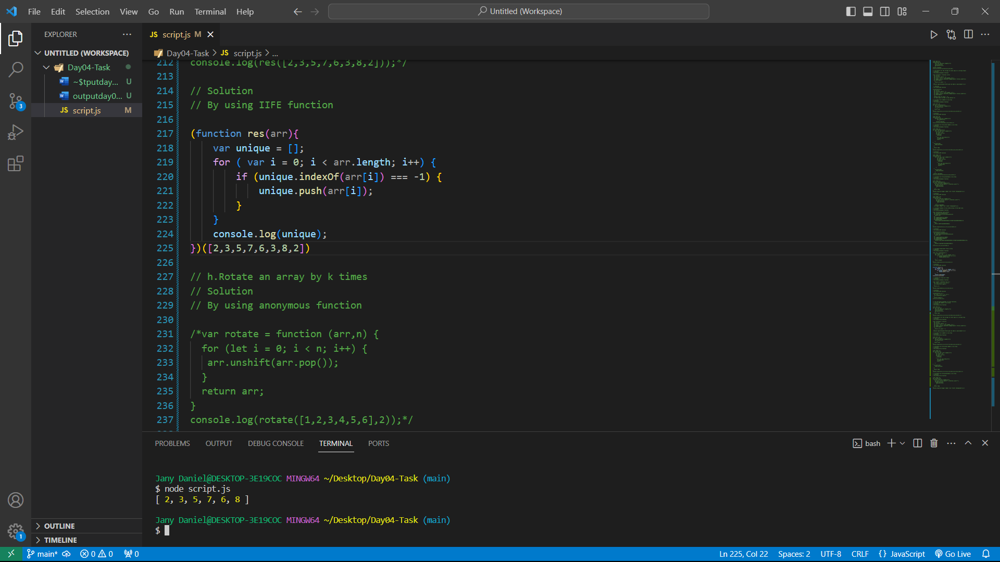 File Edit Selection View Go Run Terminal Help
Untitled (Workspace)
EXPLORER
UNTITLED (WORKSPACE)
Day04-Task
~$tputday... U
outputday0... U
JS script.js M
OUTLINE
TIMELINE
JS script.js M
Day04-Task > JS script.js > ...
212 console.log(res([2,3,5,7,6,3,8,2]));*/
213
214 // Solution
215 // By using IIFE function
216
217 (function res(arr){
218 var unique = [];
219 for ( var i = 0; i < arr.length; i++) {
220 if (unique.indexOf(arr[i]) === -1) {
221 unique.push(arr[i]);
222 }
223 }
224 console.log(unique);
225 })([2,3,5,7,6,3,8,2])
226
227 // h.Rotate an array by k times
228 // Solution
229 // By using anonymous function
230
231 /*var rotate = function (arr,n) {
232 for (let i = 0; i < n; i++) {
233 arr.unshift(arr.pop());
234 }
235 return arr;
236 }
237 console.log(rotate([1,2,3,4,5,6],2));*/
PROBLEMS OUTPUT DEBUG CONSOLE TERMINAL PORTS
bash
Jany Daniel@DESKTOP-3E19COC MINGW64 ~/Desktop/Day04-Task (main)
$ node script.js
[ 2, 3, 5, 7, 6, 8 ]
Jany Daniel@DESKTOP-3E19COC MINGW64 ~/Desktop/Day04-Task (main)
$
3
1
main* 0 0 0
Ln 225, Col 22 Spaces: 2 UTF-8 CRLF {} JavaScript Go Live